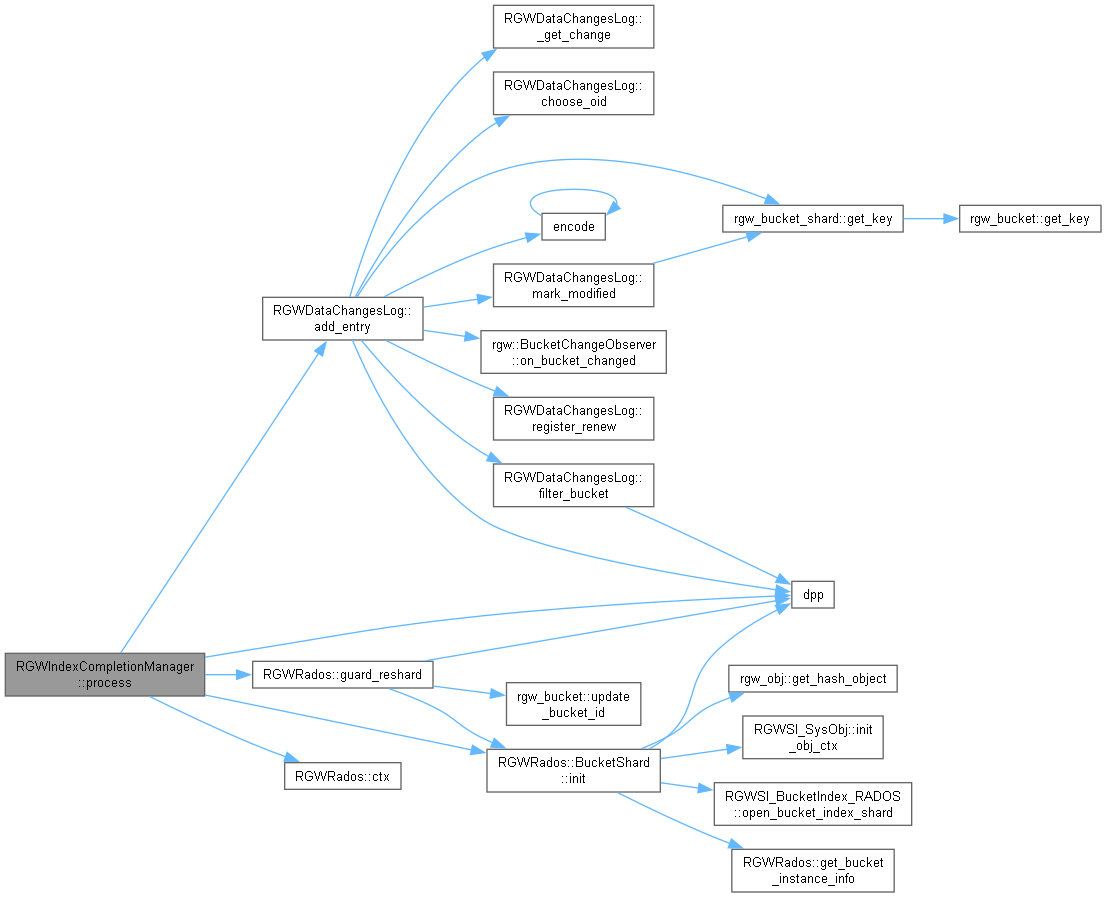 RGWDataChangesLog::
_get_change
RGWDataChangesLog::
choose_oid
encode
rgw_bucket_shard::get_key
rgw_bucket::get_key
RGWDataChangesLog::
mark_modified
RGWDataChangesLog::
add_entry
rgw::BucketChangeObserver
::on_bucket_changed
RGWDataChangesLog::
register_renew
RGWDataChangesLog::
filter_bucket
dpp
RGWIndexCompletionManager
::process
RGWRados::guard_reshard
rgw_obj::get_hash_object
rgw_bucket::update
_bucket_id
RGWSI_SysObj::init
_obj_ctx
RGWRados::BucketShard
::init
RGWRados::ctx
RGWSI_BucketIndex_RADOS
::open_bucket_index_shard
RGWRados::get_bucket
_instance_info